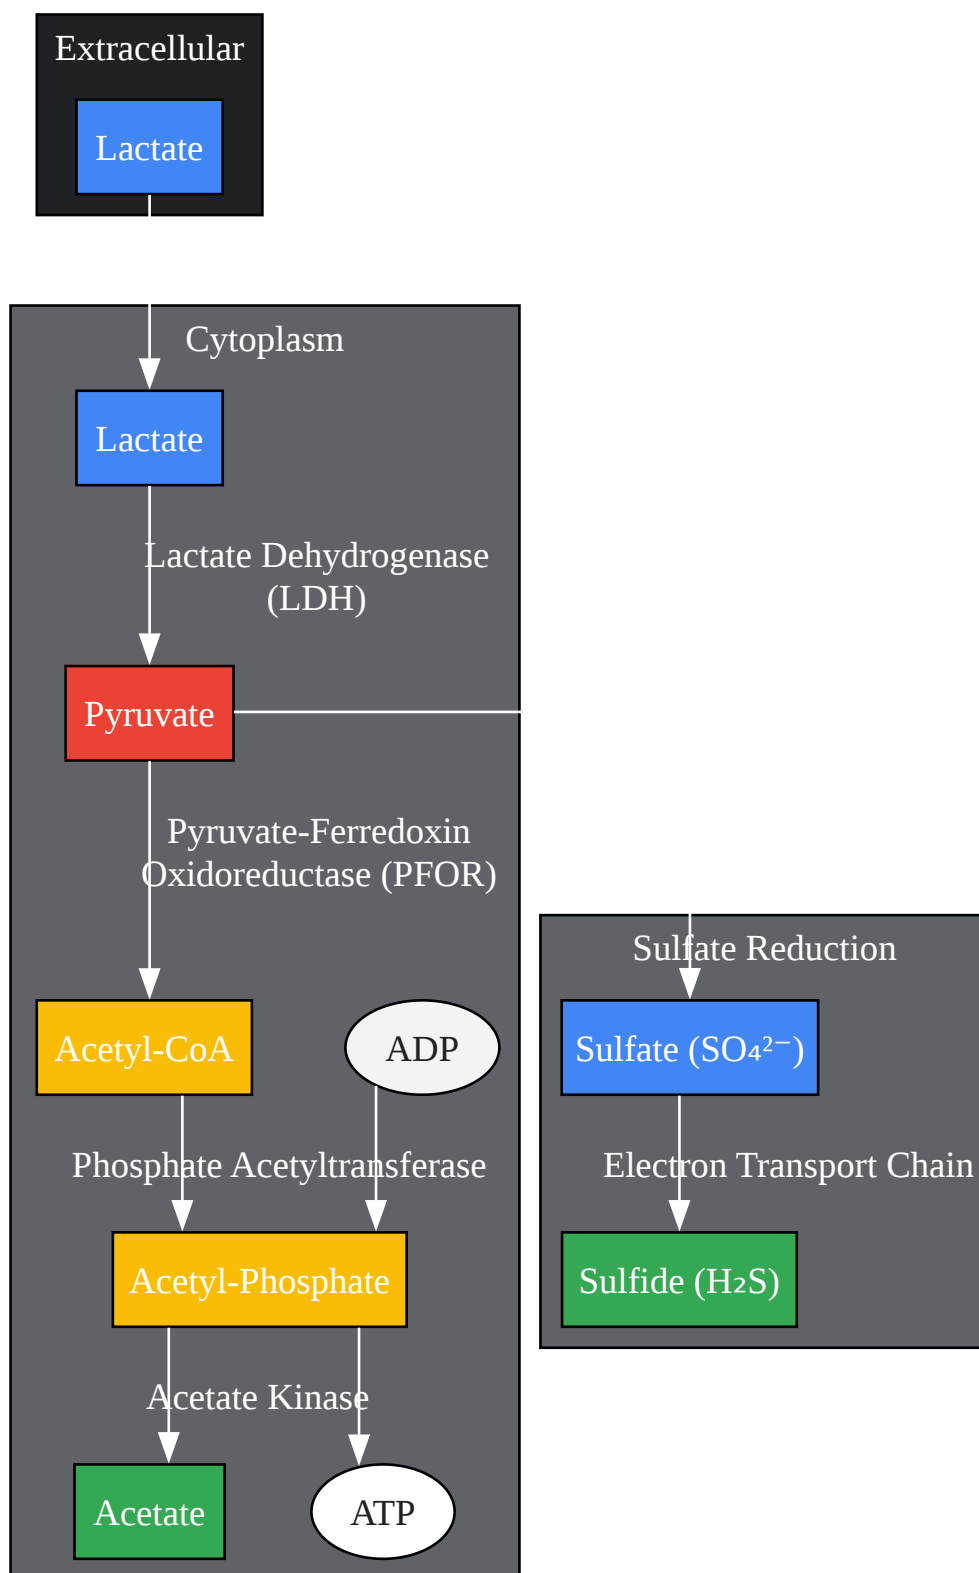 Extracellular
Lactate
Cytoplasm
Lactate
Lactate Dehydrogenase
(LDH)
Pyruvate
Pyruvate-Ferredoxin
Oxidoreductase (PFOR)
Acetyl-CoA
ADP
Phosphate Acetyltransferase
Acetyl-Phosphate
Acetate Kinase
Acetate
ATP
Sulfate Reduction
Sulfate (SO₄²⁻)
Electron Transport Chain
Sulfide (H₂S)